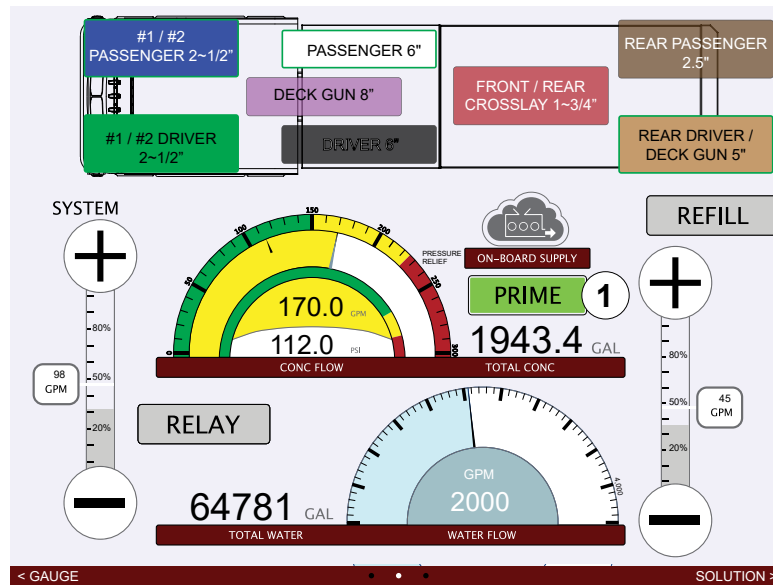 #1 / #2
PASSENGER 2~1/2”
PASSENGER 6"
REAR PASSENGER
2.5"
DECK GUN 8”
FRONT / REAR
CROSSLAY 1~3/4”
#1 / #2 DRIVER
2~1/2”
DRIVER 6"
REAR DRIVER /
DECK GUN 5"
SYSTEM
REFILL
ON-BOARD SUPPLY
PRESSURE
RELIEF
PRIME
1
0
50
100
150
200
250
300
170.0 GPM
112.0 PSI
1943.4 GAL
CONC FLOW
TOTAL CONC
80%
50%
20%
98
GPM
80%
50%
20%
45
GPM
RELAY
GPM
2000
4,000
64781 GAL
TOTAL WATER
WATER FLOW
< GAUGE
SOLUTION >